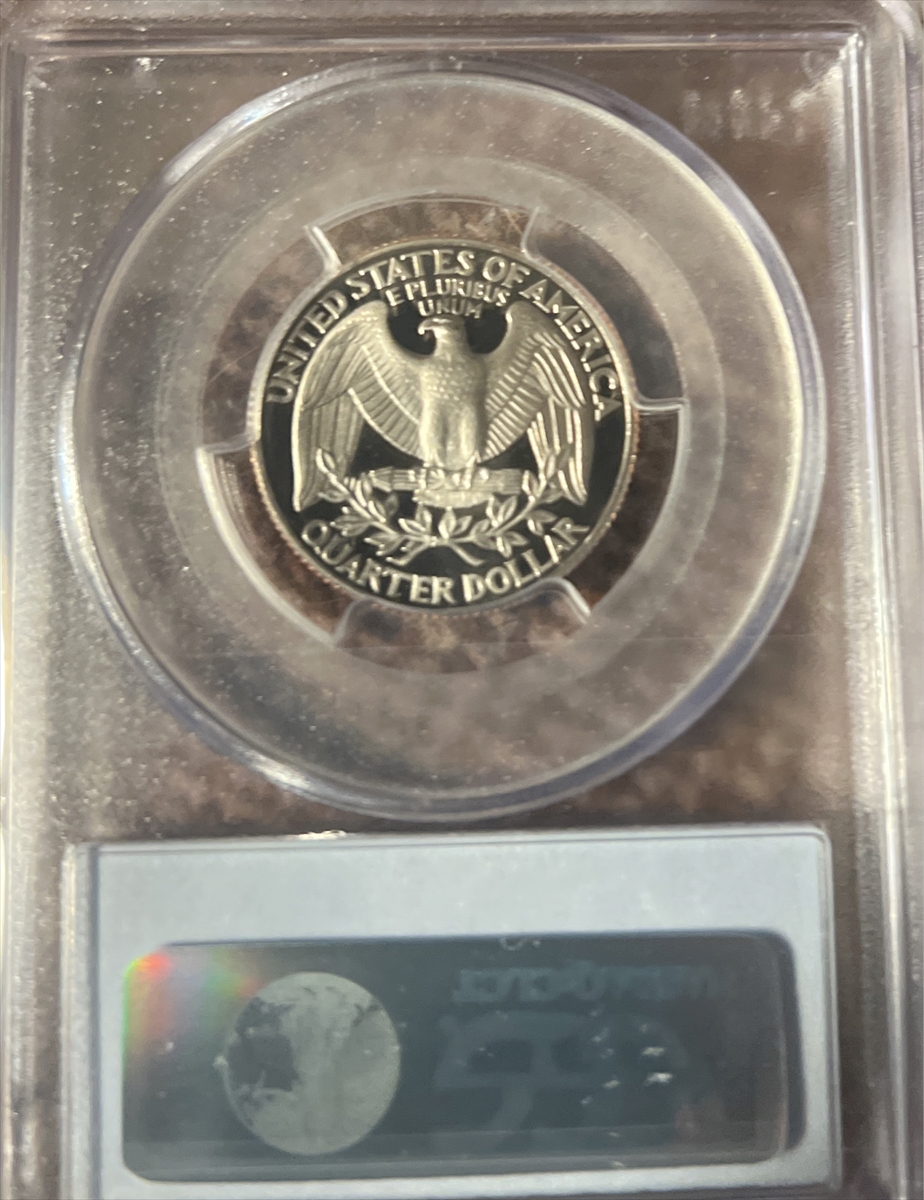 UNITED STATES OF AMERICA
E PLURIBUS
UNUM
QUARTER DOLLAR